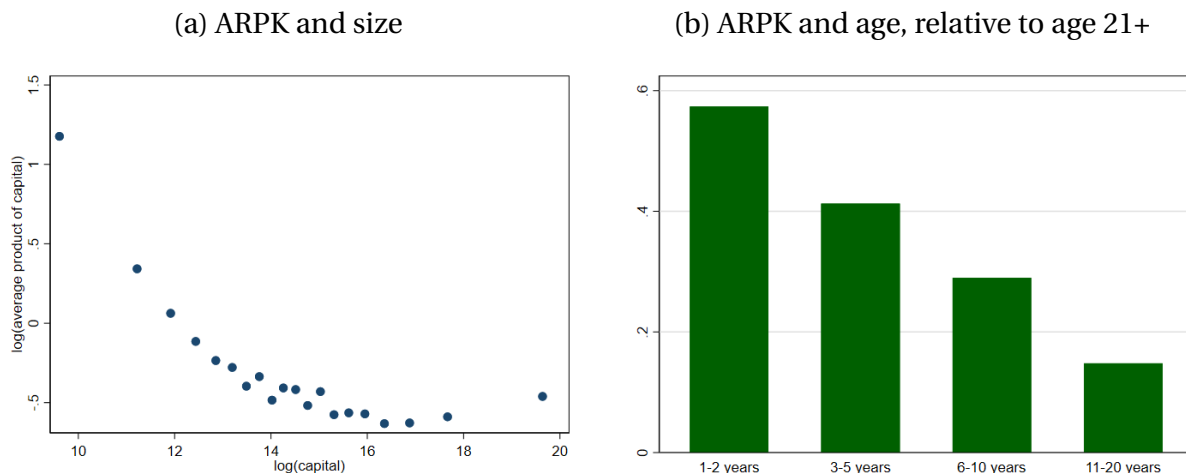 (a) ARPK and size
log(average product of capital)
1.5
1
.5
0
-.5
10 12 14 16 18 20
log(capital)
(b) ARPK and age, relative to age 21+
.6
.4
.2
0
1-2 years 3-5 years 6-10 years 11-20 years